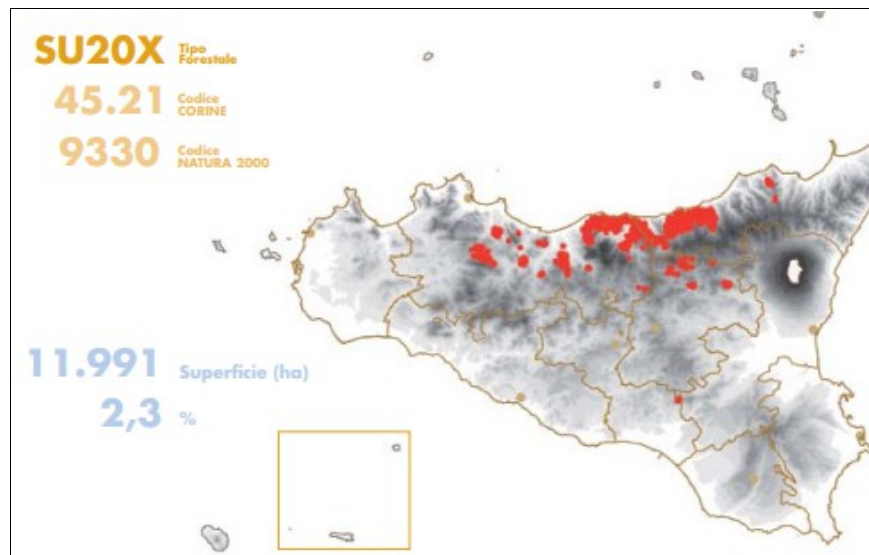 SU20X Tipo Forestale
45.21 Codice CORINE
9330 Codice NATURA 2000
11.991 Superficie (ha)
2,3 %